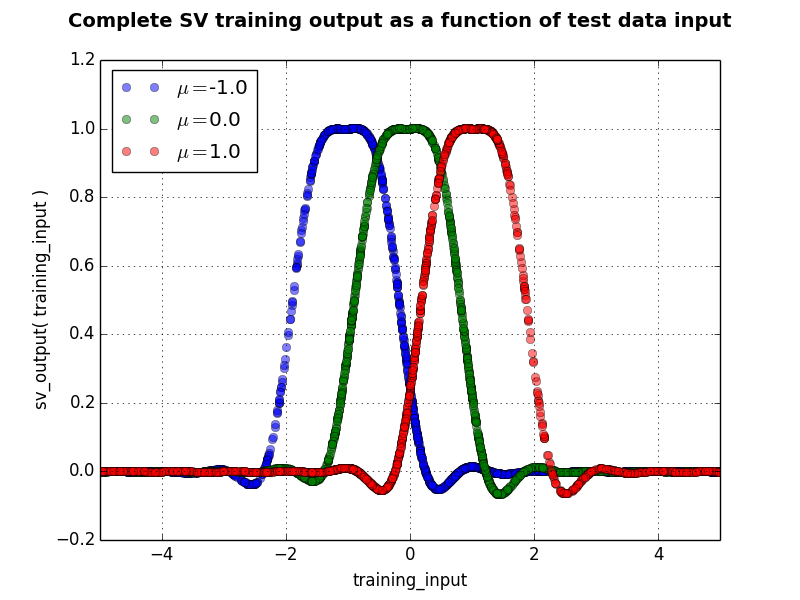 Complete SV training output as a function of test data input
μ=-1.0
μ=0.0
μ=1.0
1.2
1.0
0.8
0.6
0.4
0.2
0.0
−0.2
sv_output( training_input )
−4
−2
0
2
4
training_input